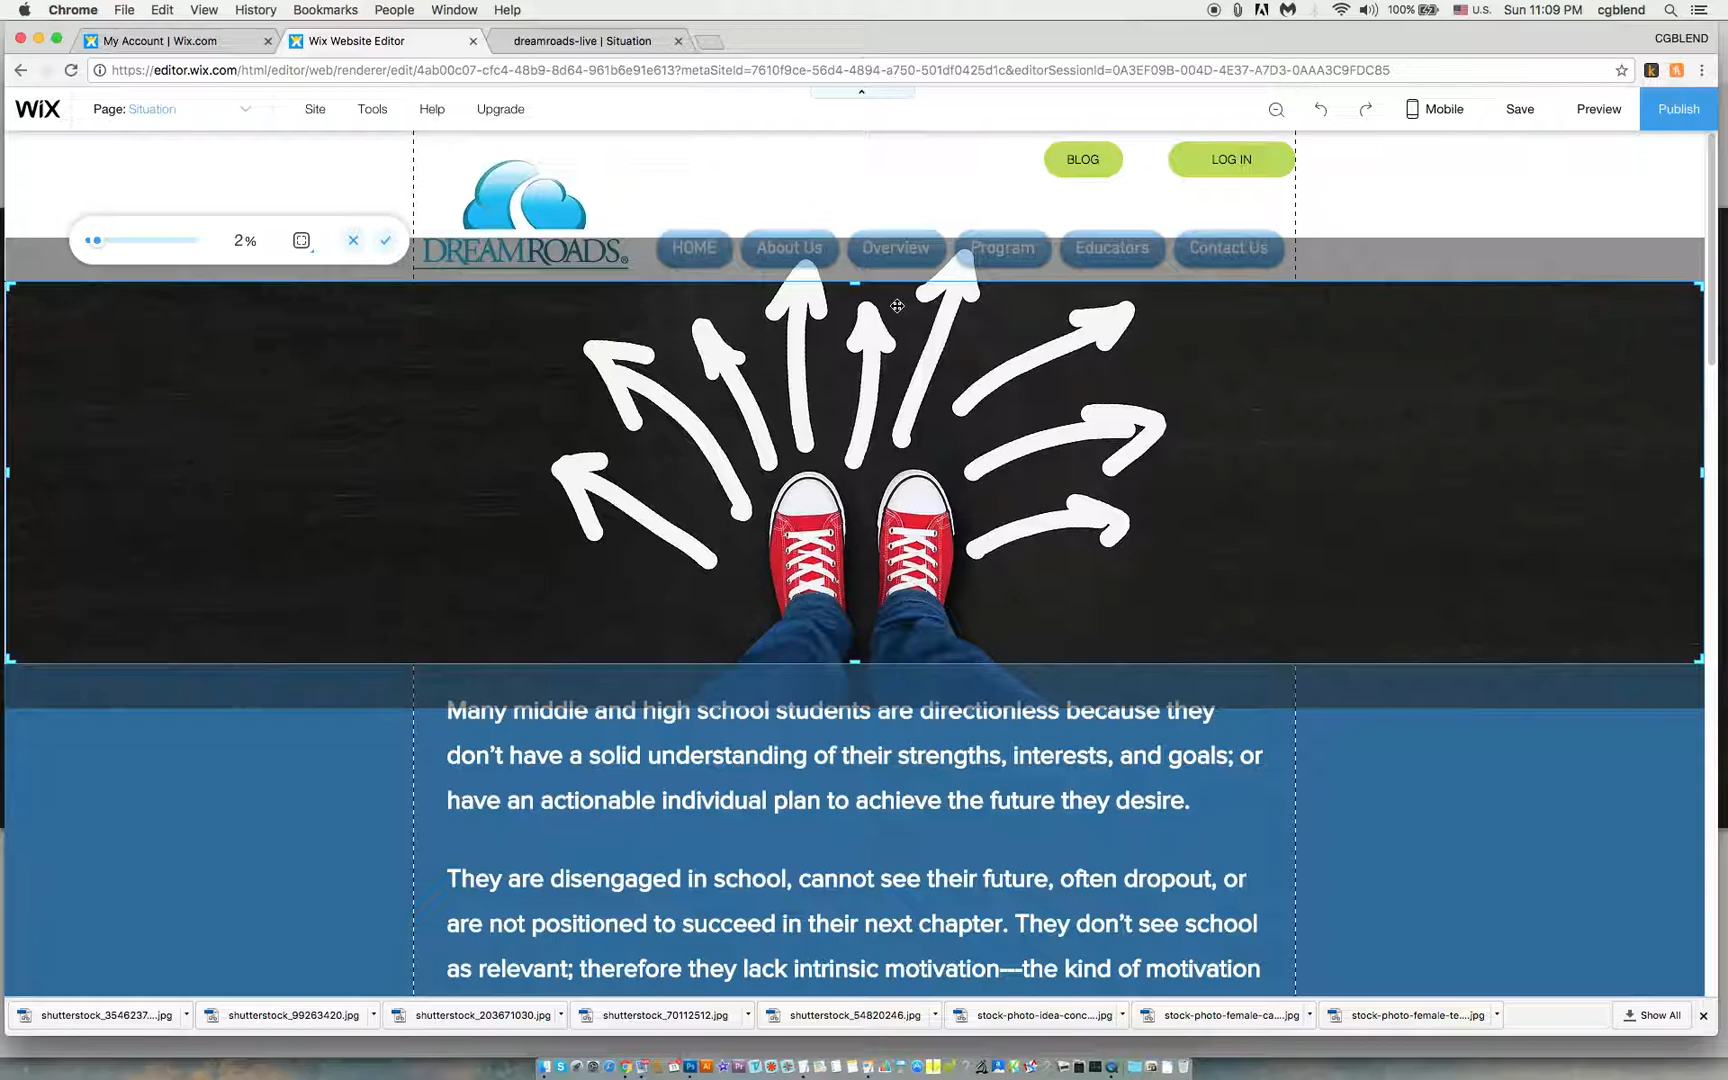 Chrome File Edit View History Bookmarks People Window Help 100% U.S. Sun 11:09 PM cgblend
My Account | Wix.com Wix Website Editor dreamroads-live | Situation CGBLEND
https://editor.wix.com/html/editor/web/renderer/edit/4ab00c07-cfc4-48b9-8d64-961b6e91e613?metaSiteId=7610f9ce-56d4-4894-a750-501df0425d1c&editorSessionId=0A3EF09B-004D-4E37-A7D3-0AAA3C9FDC85
WiX Page: Situation Site Tools Help Upgrade Mobile Save Preview Publish
BLOG LOG IN
2%
DREAMROADS. HOME About Us Overview Program Educators Contact Us
Many middle and high school students are directionless because they
don't have a solid understanding of their strengths, interests, and goals; or
have an actionable individual plan to achieve the future they desire.
They are disengaged in school, cannot see their future, often dropout, or
are not positioned to succeed in their next chapter. They don't see school
as relevant; therefore they lack intrinsic motivation---the kind of motivation
shutterstock_3546237....jpg shutterstock_99263420.jpg shutterstock_203671030.jpg shutterstock_70112512.jpg shutterstock_54820246.jpg stock-photo-idea-conc....jpg stock-photo-female-ca....jpg stock-photo-female-te....jpg Show All